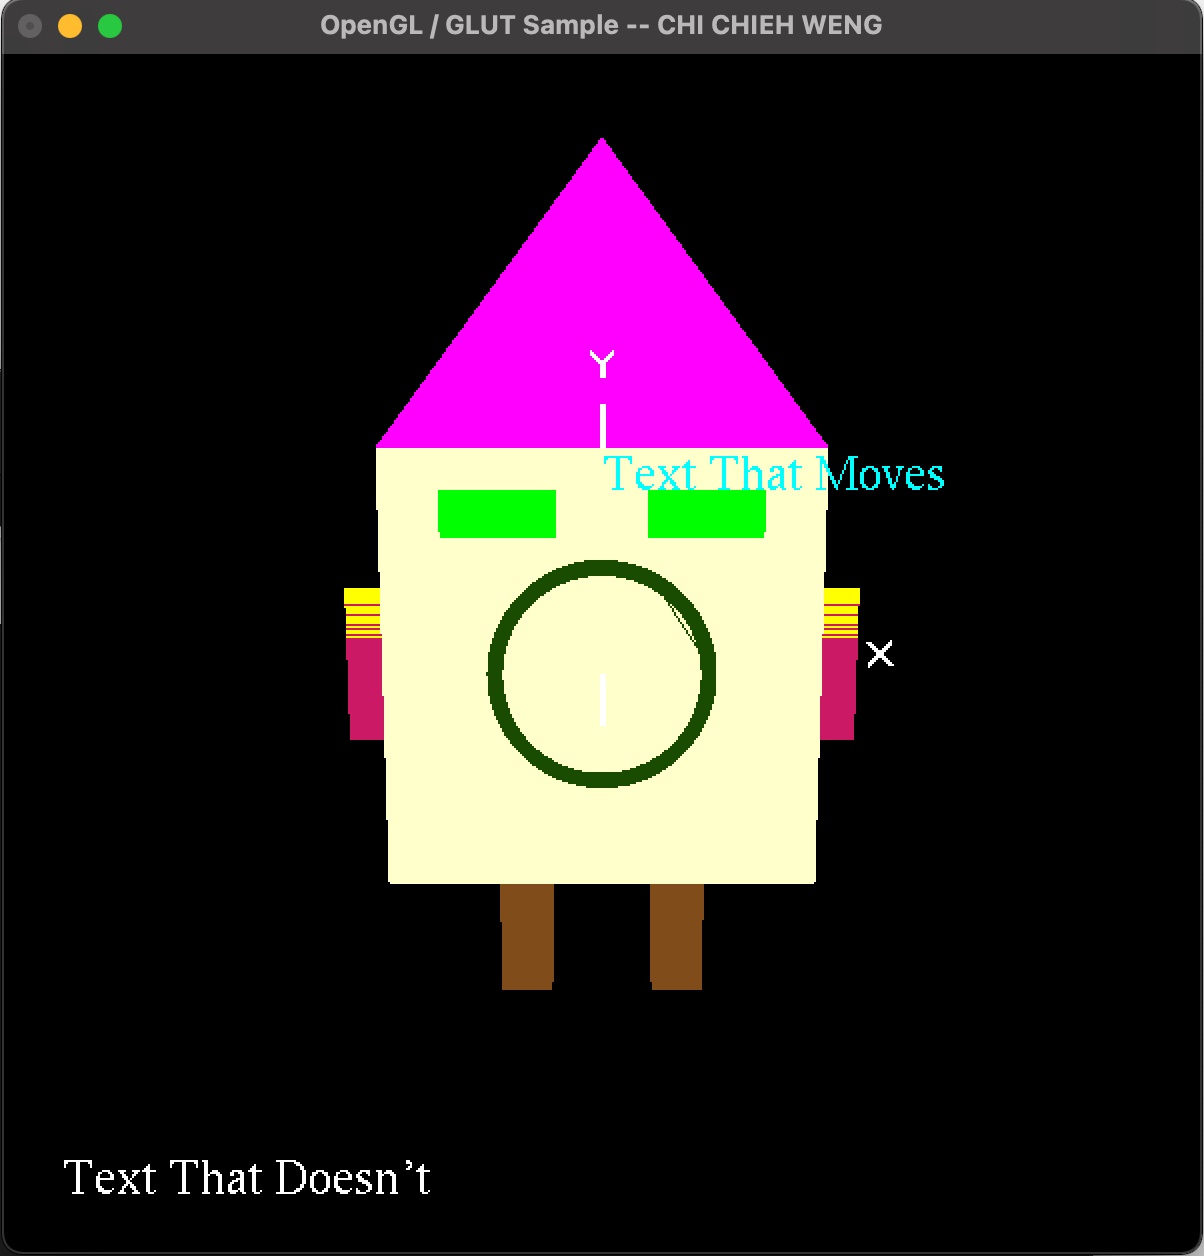 OpenGL / GLUT Sample -- CHI CHIEH WENG
Y
Text That Moves
X
Text That Doesn't